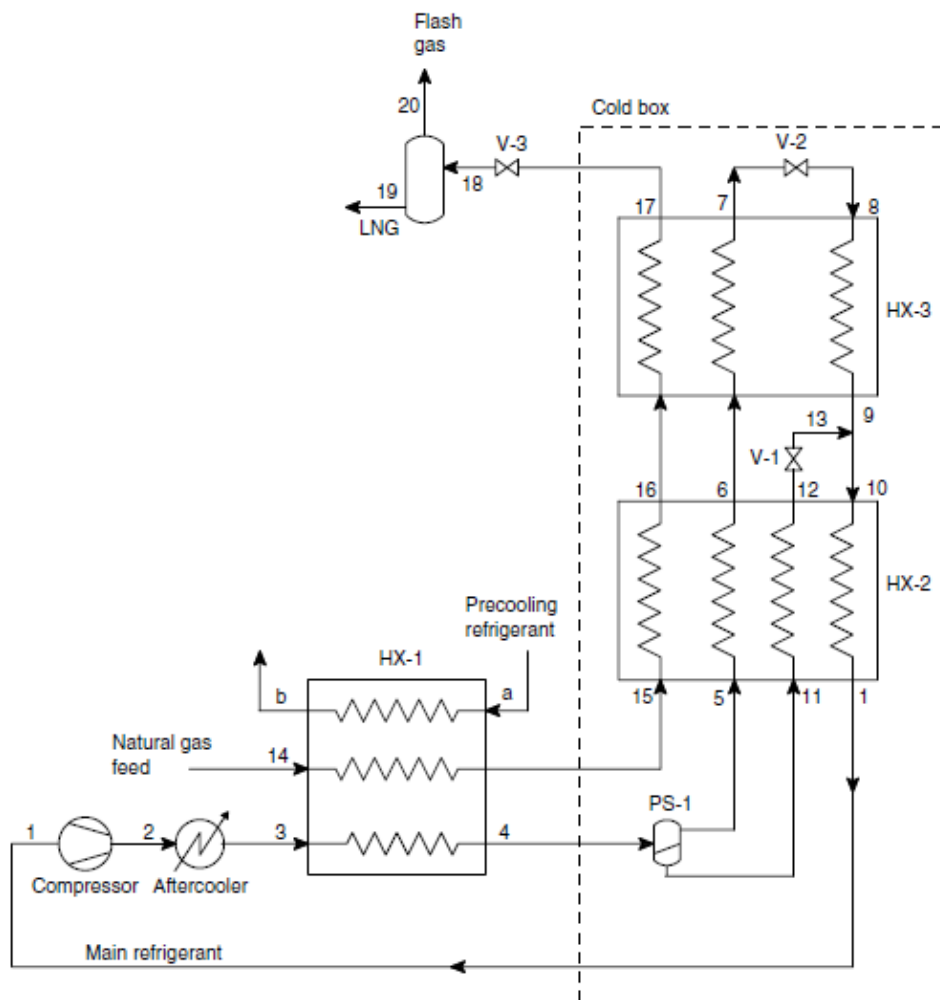 Flash
gas
20
Cold box
V-3
V-2
19
18
LNG
17
7
8
HX-3
13
9
V-1
16
6
12
10
HX-2
Precooling
refrigerant
HX-1
b
a
15
5
11
1
Natural gas
feed
14
PS-1
1
2
3
4
Compressor
Aftercooler
Main refrigerant